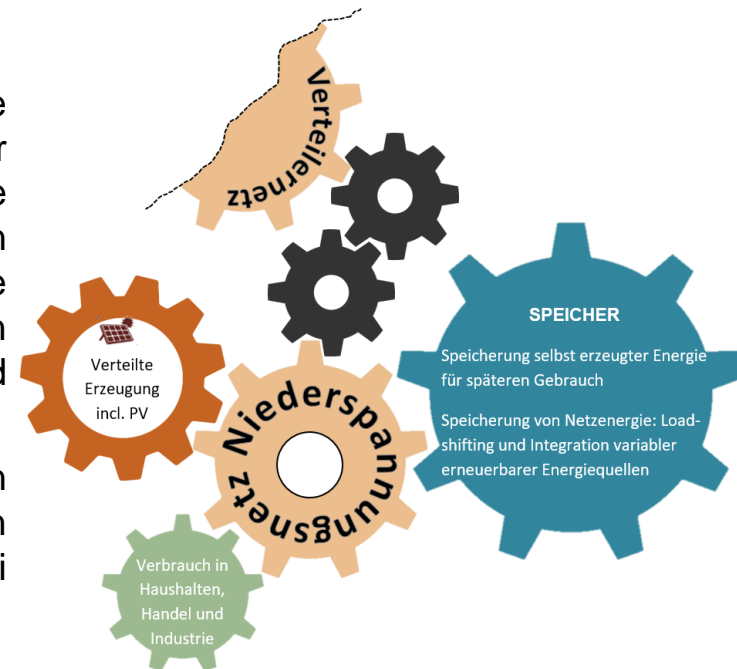 e
r
e
n
e
n
d
n
n
i
Verteilernetz
Verteilte
Erzeugung
incl. PV
Niederspannungsnetz
SPEICHER
Speicherung selbst erzeugter Energie
für späteren Gebrauch
Speicherung von Netzenergie: Load-
shifting und Integration variabler
erneuerbarer Energiequellen
Verbrauch in
Haushalten,
Handel und
Industrie